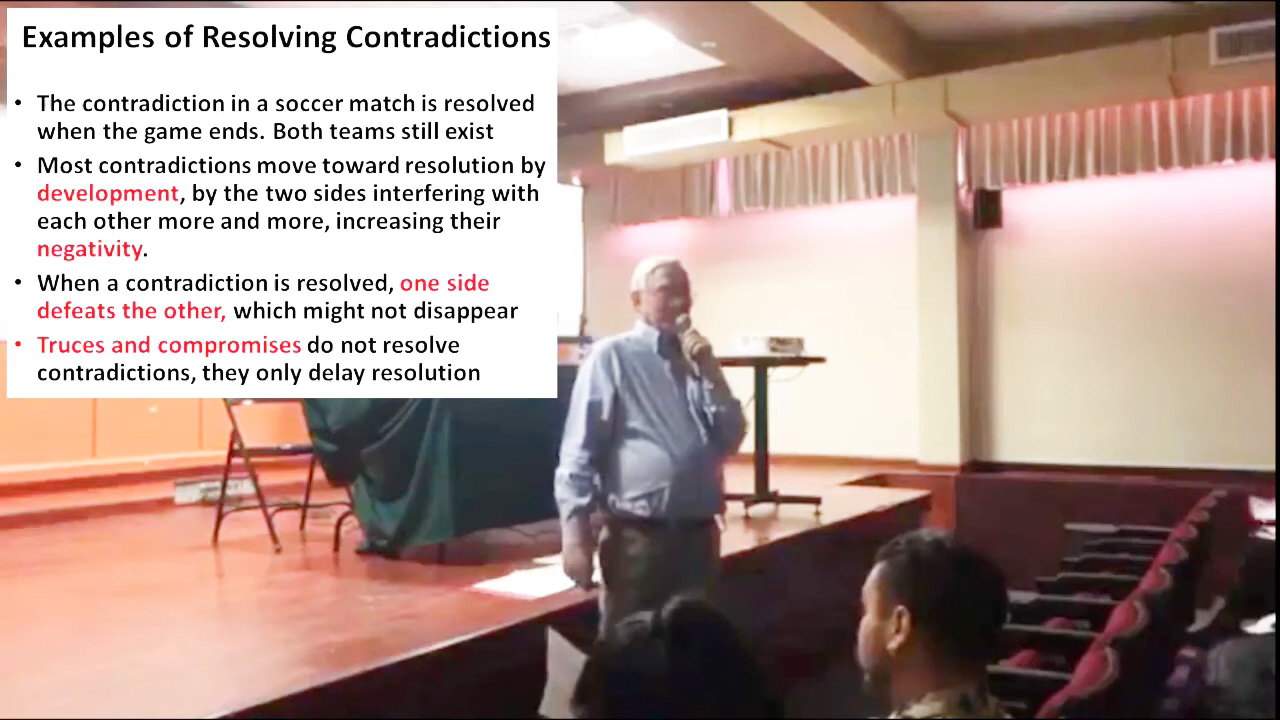 Examples of Resolving Contradictions
• The contradiction in a soccer match is resolved
when the game ends. Both teams still exist
• Most contradictions move toward resolution by
development, by the two sides interfering with
each other more and more, increasing their
negativity.
• When a contradiction is resolved, one side
defeats the other, which might not disappear
• Truces and compromises do not resolve
contradictions, they only delay resolution